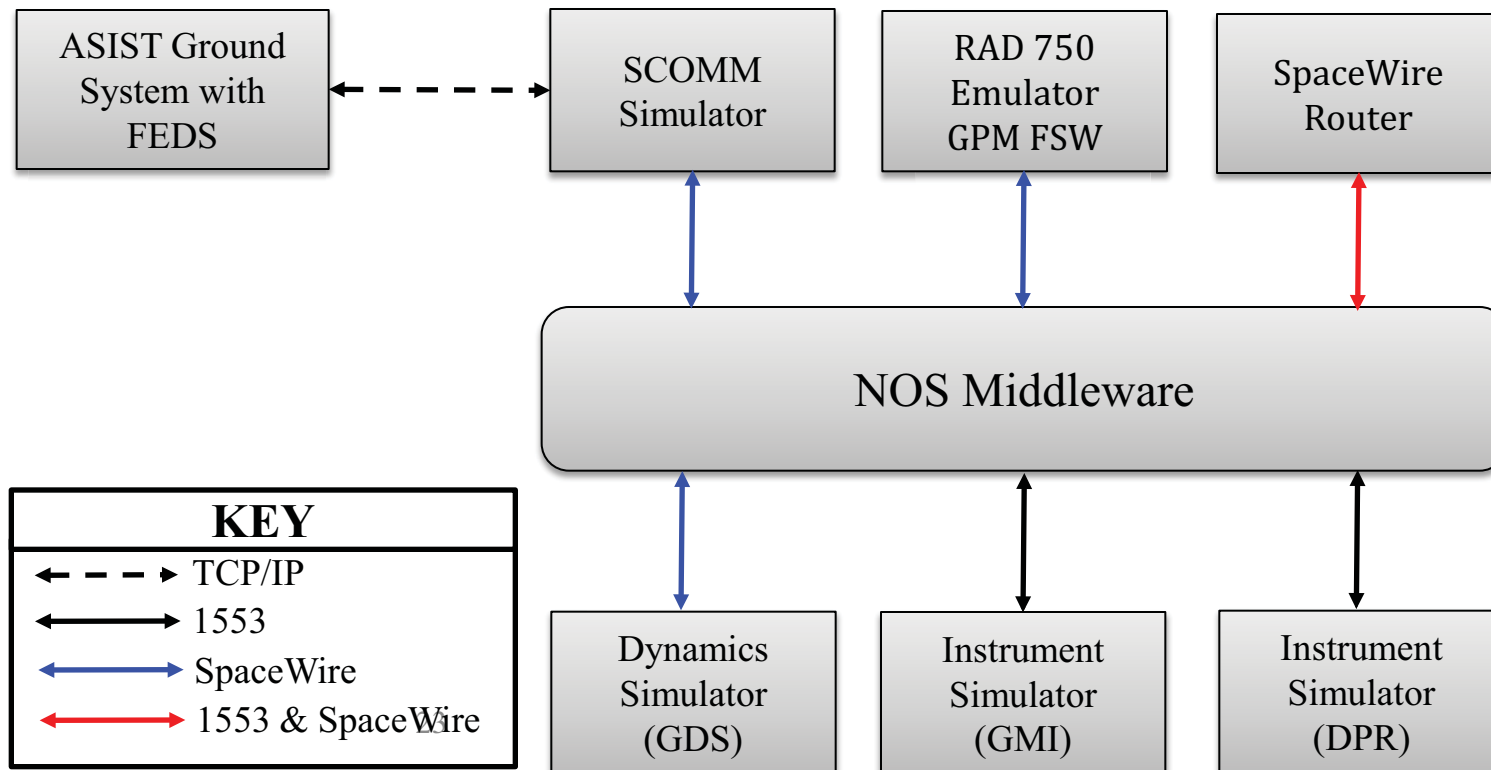 ASIST Ground
System with
FEDS
SCOMM
Simulator
RAD 750
Emulator
GPM FSW
SpaceWire
Router
NOS Middleware
KEY
TCP/IP
1553
SpaceWire
1553 & SpaceWire
23
Dynamics
Simulator
(GDS)
Instrument
Simulator
(GMI)
Instrument
Simulator
(DPR)